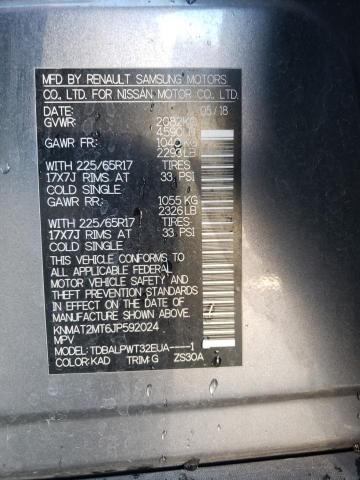 MFD BY RENAULT SAMSUNG MOTORS
CO. LTD. FOR NISSAN MOTOR CO. LTD.
DATE: 05/18
GVWR: 2082KG
4590LB
GAWR FR: 1040KG
2293LB
WITH 225/65R17 TIRES
17X7J RIMS AT 33 PSI
COLD SINGLE
GAWR RR: 1055 KG
2326LB
WITH 225/65R17 TIRES
17X7J RIMS AT 33 PSI
COLD SINGLE
THIS VEHICLE CONFORMS TO
ALL APPLICABLE FEDERAL
MOTOR VEHICLE SAFETY AND
THEFT PREVENTION STANDARDS
IN EFFECT ON THE DATE OF
MANUFACTURE SHOWN ABOVE.
KNMAT2MT6JP592024
MPV
MODEL: TDBALPWT32EUA----1
COLOR: KAD TRIM: G ZS30A